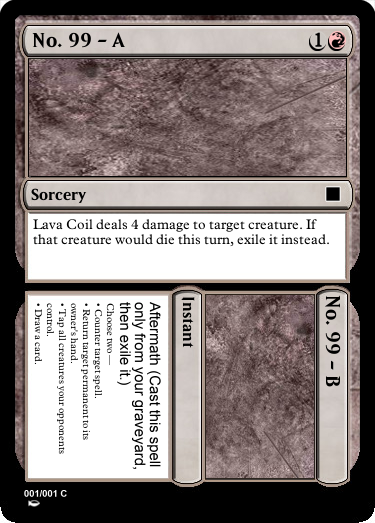 No. 99 – A
1
Sorcery
Lava Coil deals 4 damage to target creature. If
that creature would die this turn, exile it instead.
No. 99 – B
Instant
Aftermath (Cast this spell
only from your graveyard,
then exile it.)
Choose two —
• Counter target spell.
• Return target permanent to its
owner's hand.
• Tap all creatures your opponents
control.
• Draw a card.
001/001 C